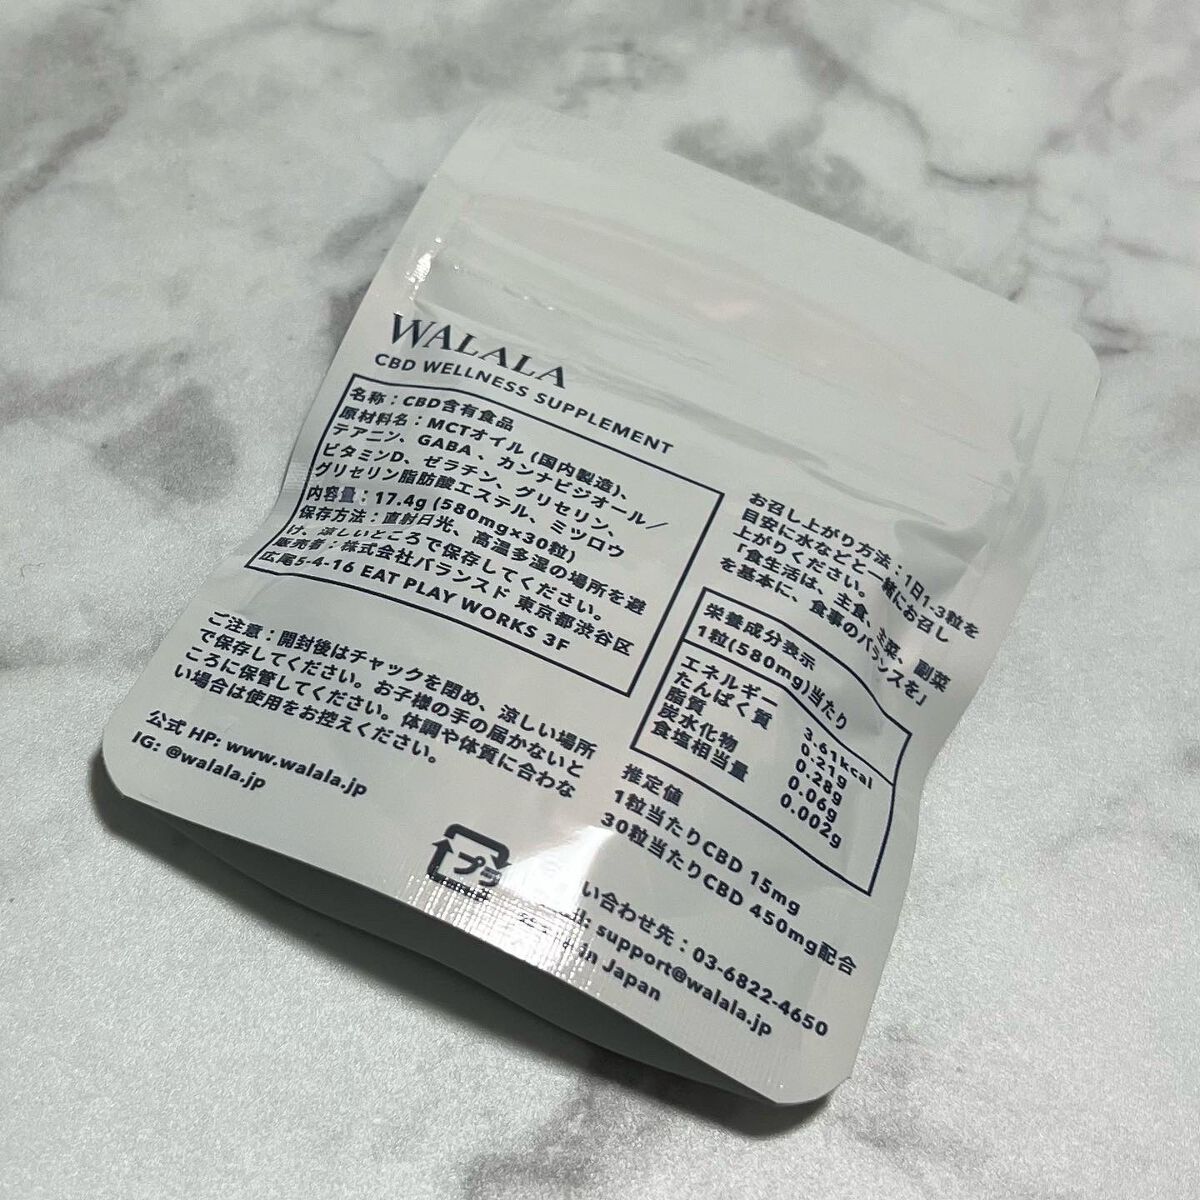 WALALA
CBD WELLNESS SUPPLEMENT
名称：CBD含有食品
原材料名：MCTオイル (国内製造)、
テアニン、GABA 、カンナビジオール／
ビタミンD、ゼラチン、グリセリン、
グリセリン脂肪酸エステル、ミツロウ
内容量：17.4g (580mg×30粒)
保存方法：直射日光、高温多湿の場所を避
け、涼しいところで保存してください。
販売者：株式会社バランスド 東京都渋谷区
広尾5-4-16 EAT PLAY WORKS 3F
ご注意：開封後はチャックを閉め、涼しい場所
で保存してください。お子様の手の届かないと
ころに保管してください。体調や体質に合わな
い場合は使用をお控えください。
公式 HP: www.walala.jp
IG: @walala.jp
プラ
お召し上がり方法：1日1-3粒を
目安に水などと一緒にお召し
上がりください。
「食生活は、主食、主菜、副菜
を基本に、食事のバランスを」
栄養成分表示
1粒(580mg)当たり
エネルギー 3.61kcal
たんぱく質 0.21g
脂質 0.28g
炭水化物 0.06g
食塩相当量 0.002g
推定値
1粒当たりCBD 15mg
30粒当たりCBD 450mg配合
い合わせ先：03-6822-4650
support@walala.jp
in Japan